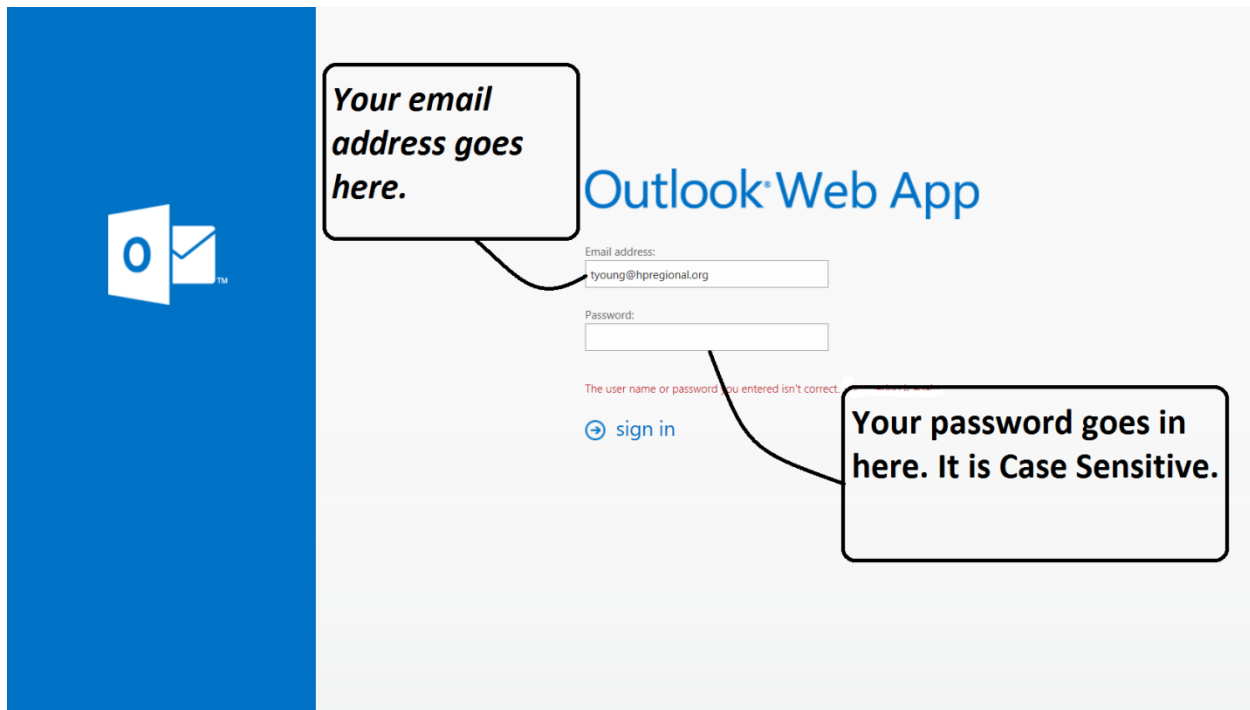 Your email
address goes
here.
Outlook® Web App
O
TM
Email address:
tyoung@hpregional.org
Password:
The user name or password you entered isn't correct.
sign in
Your password goes in
here. It is Case Sensitive.